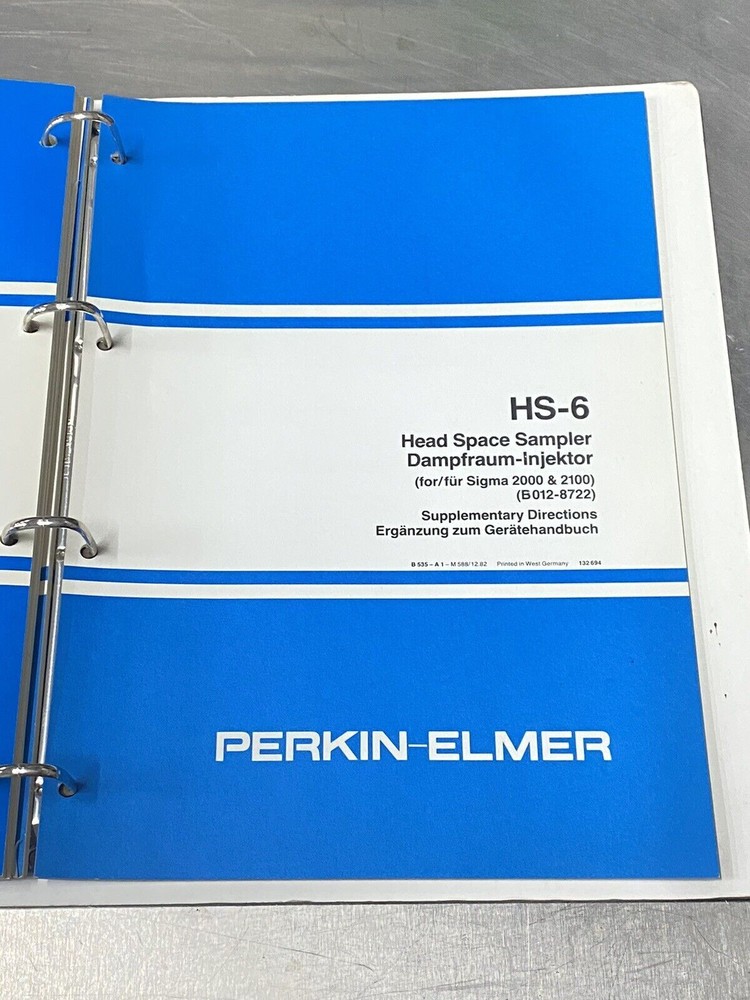 HS-6
Head Space Sampler
Dampfraum-Injektor
(for/für Sigma 2000 & 2100)
(B012-8722)
Supplementary Directions
Ergänzung zum Gerätehandbuch
B 535 – A 1 – M 588/12.82 Printed in West Germany 132 694
PERKIN-ELMER